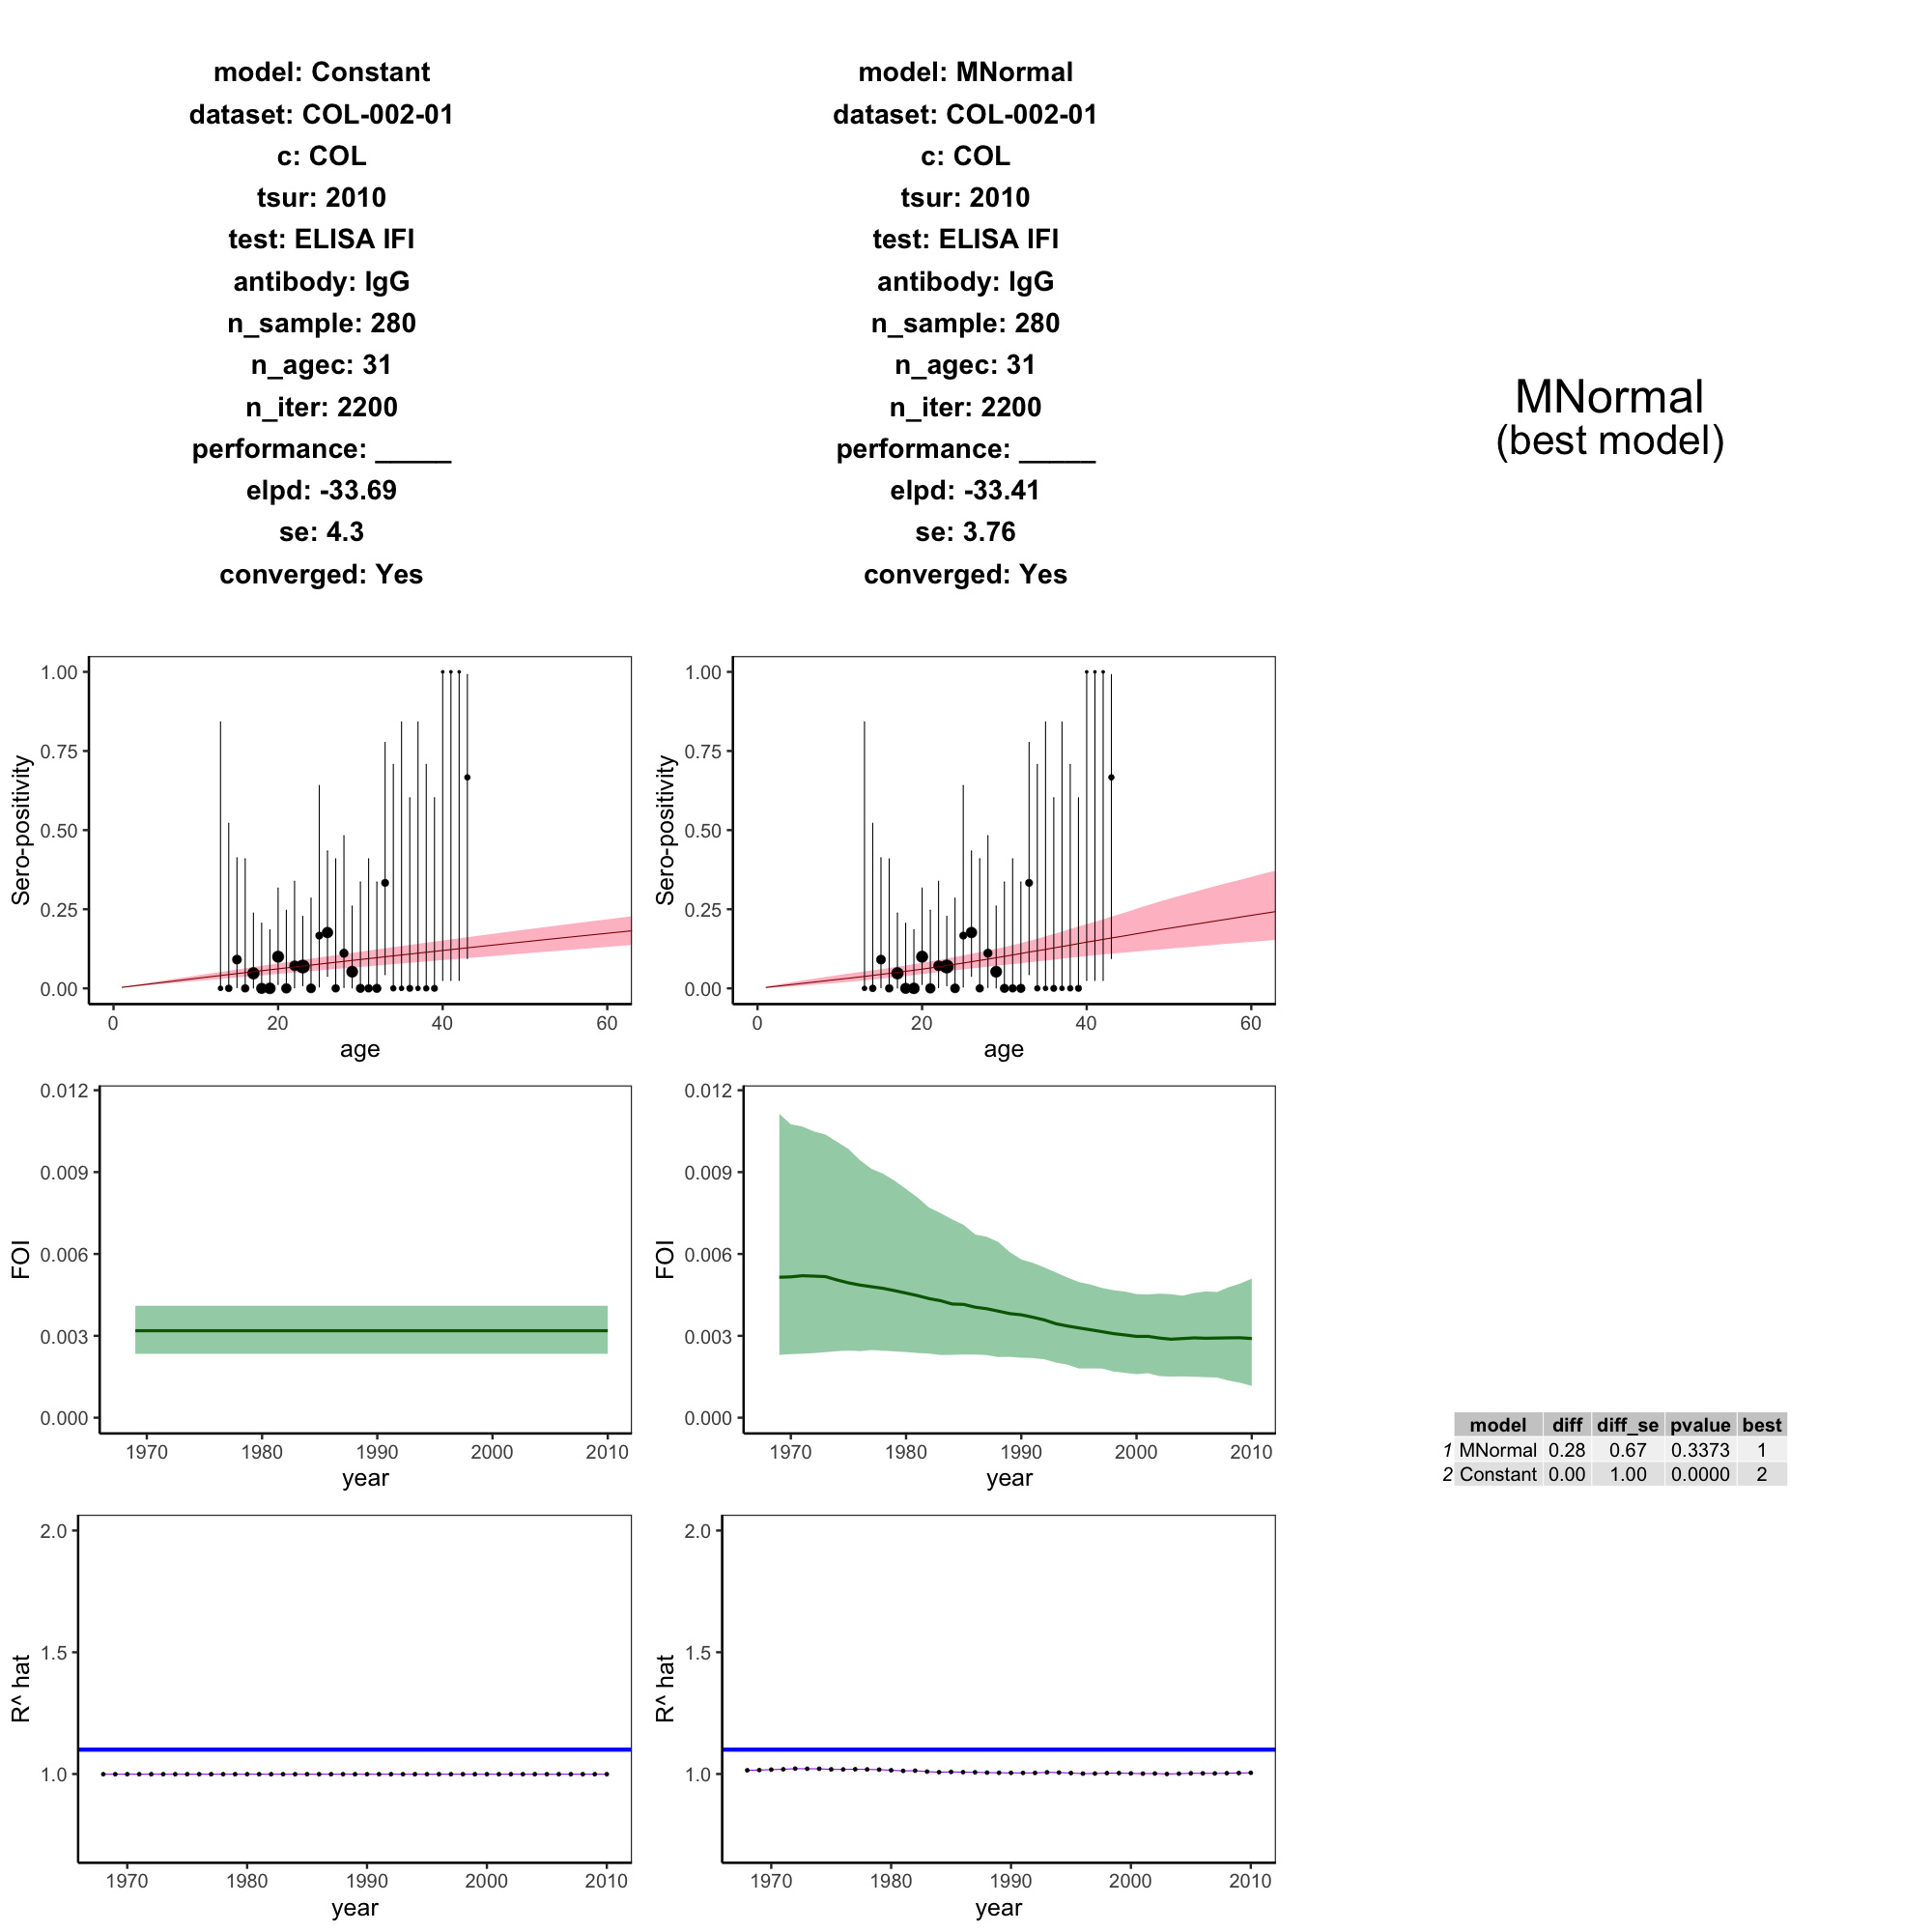 model: Constant
dataset: COL-002-01
c: COL
tsur: 2010
test: ELISA IFI
antibody: IgG
n_sample: 280
n_agec: 31
n_iter: 2200
performance: _____
elpd: -33.69
se: 4.3
converged: Yes
model: MNormal
dataset: COL-002-01
c: COL
tsur: 2010
test: ELISA IFI
antibody: IgG
n_sample: 280
n_agec: 31
n_iter: 2200
performance: _____
elpd: -33.41
se: 3.76
converged: Yes
MNormal
(best model)
Sero-positivity
1.00
0.75
0.50
0.25
0.00
0 20 40 60
age
Sero-positivity
1.00
0.75
0.50
0.25
0.00
0 20 40 60
age
FOI
0.012
0.009
0.006
0.003
0.000
1970 1980 1990 2000 2010
year
FOI
0.012
0.009
0.006
0.003
0.000
1970 1980 1990 2000 2010
year
model diff diff_se pvalue best
1 MNormal 0.28 0.67 0.3373 1
2 Constant 0.00 1.00 0.0000 2
R^ hat
2.0
1.5
1.0
1970 1980 1990 2000 2010
year
R^ hat
2.0
1.5
1.0
1970 1980 1990 2000 2010
year